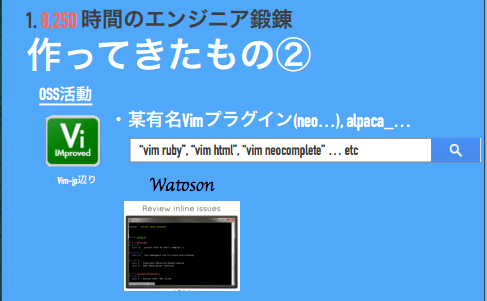 1. 8,250 時間のエンジニア鍛錬
作ってきたもの②
OSS活動
Vi
IMproved
Vim-jp辺り
・某有名Vimプラグイン(neo…), alpaca_…
“vim ruby”, “vim html”, “vim neocomplete” … etc
Watoson
Review inline issues